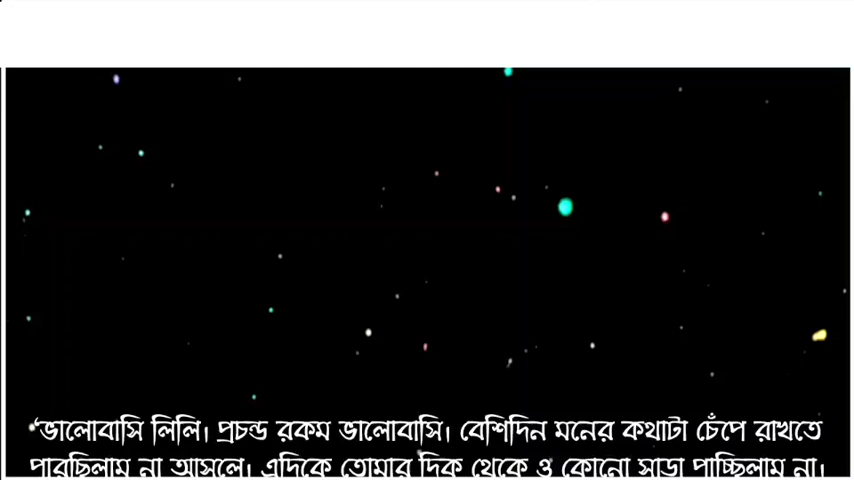 ‘ভালোবাসি লিলি। প্রচন্ড রকম ভালোবাসি। বেশিদিন মনের কথাটা চেঁপে রাখতে
পারছিলাম না আসলে। এদিকে তোমার দিক থেকে ও কোনো সাড়া পাচ্ছিলাম না।